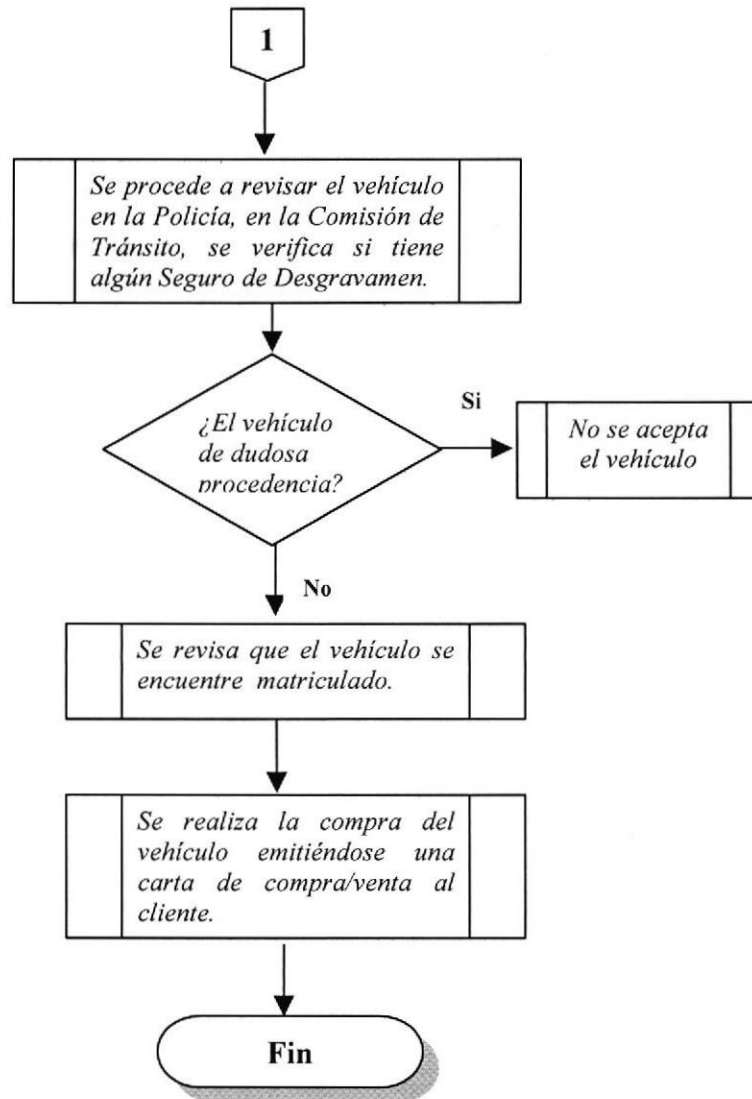 1
Se procede a revisar el vehículo
en la Policía, en la Comisión de
Tránsito, se verifica si tiene
algún Seguro de Desgravamen.
¿El vehículo
de dudosa
procedencia?
Si
No se acepta
el vehículo
No
Se revisa que el vehículo se
encuentre matriculado.
Se realiza la compra del
vehículo emitiéndose una
carta de compra/venta al
cliente.
Fin